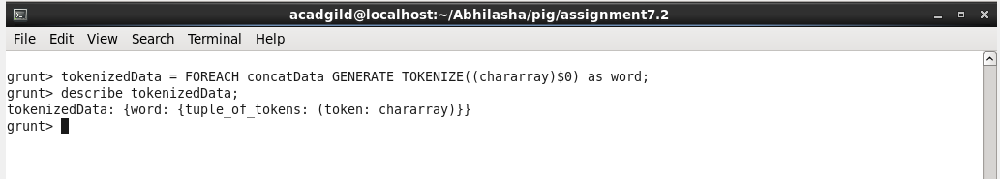 acadgild@localhost:~/Abhilasha/pig/assignment7.2
File Edit View Search Terminal Help
grunt> tokenizedData = FOREACH concatData GENERATE TOKENIZE((chararray)$0) as word;
grunt> describe tokenizedData;
tokenizedData: {word: {tuple_of_tokens: (token: chararray)}}
grunt>